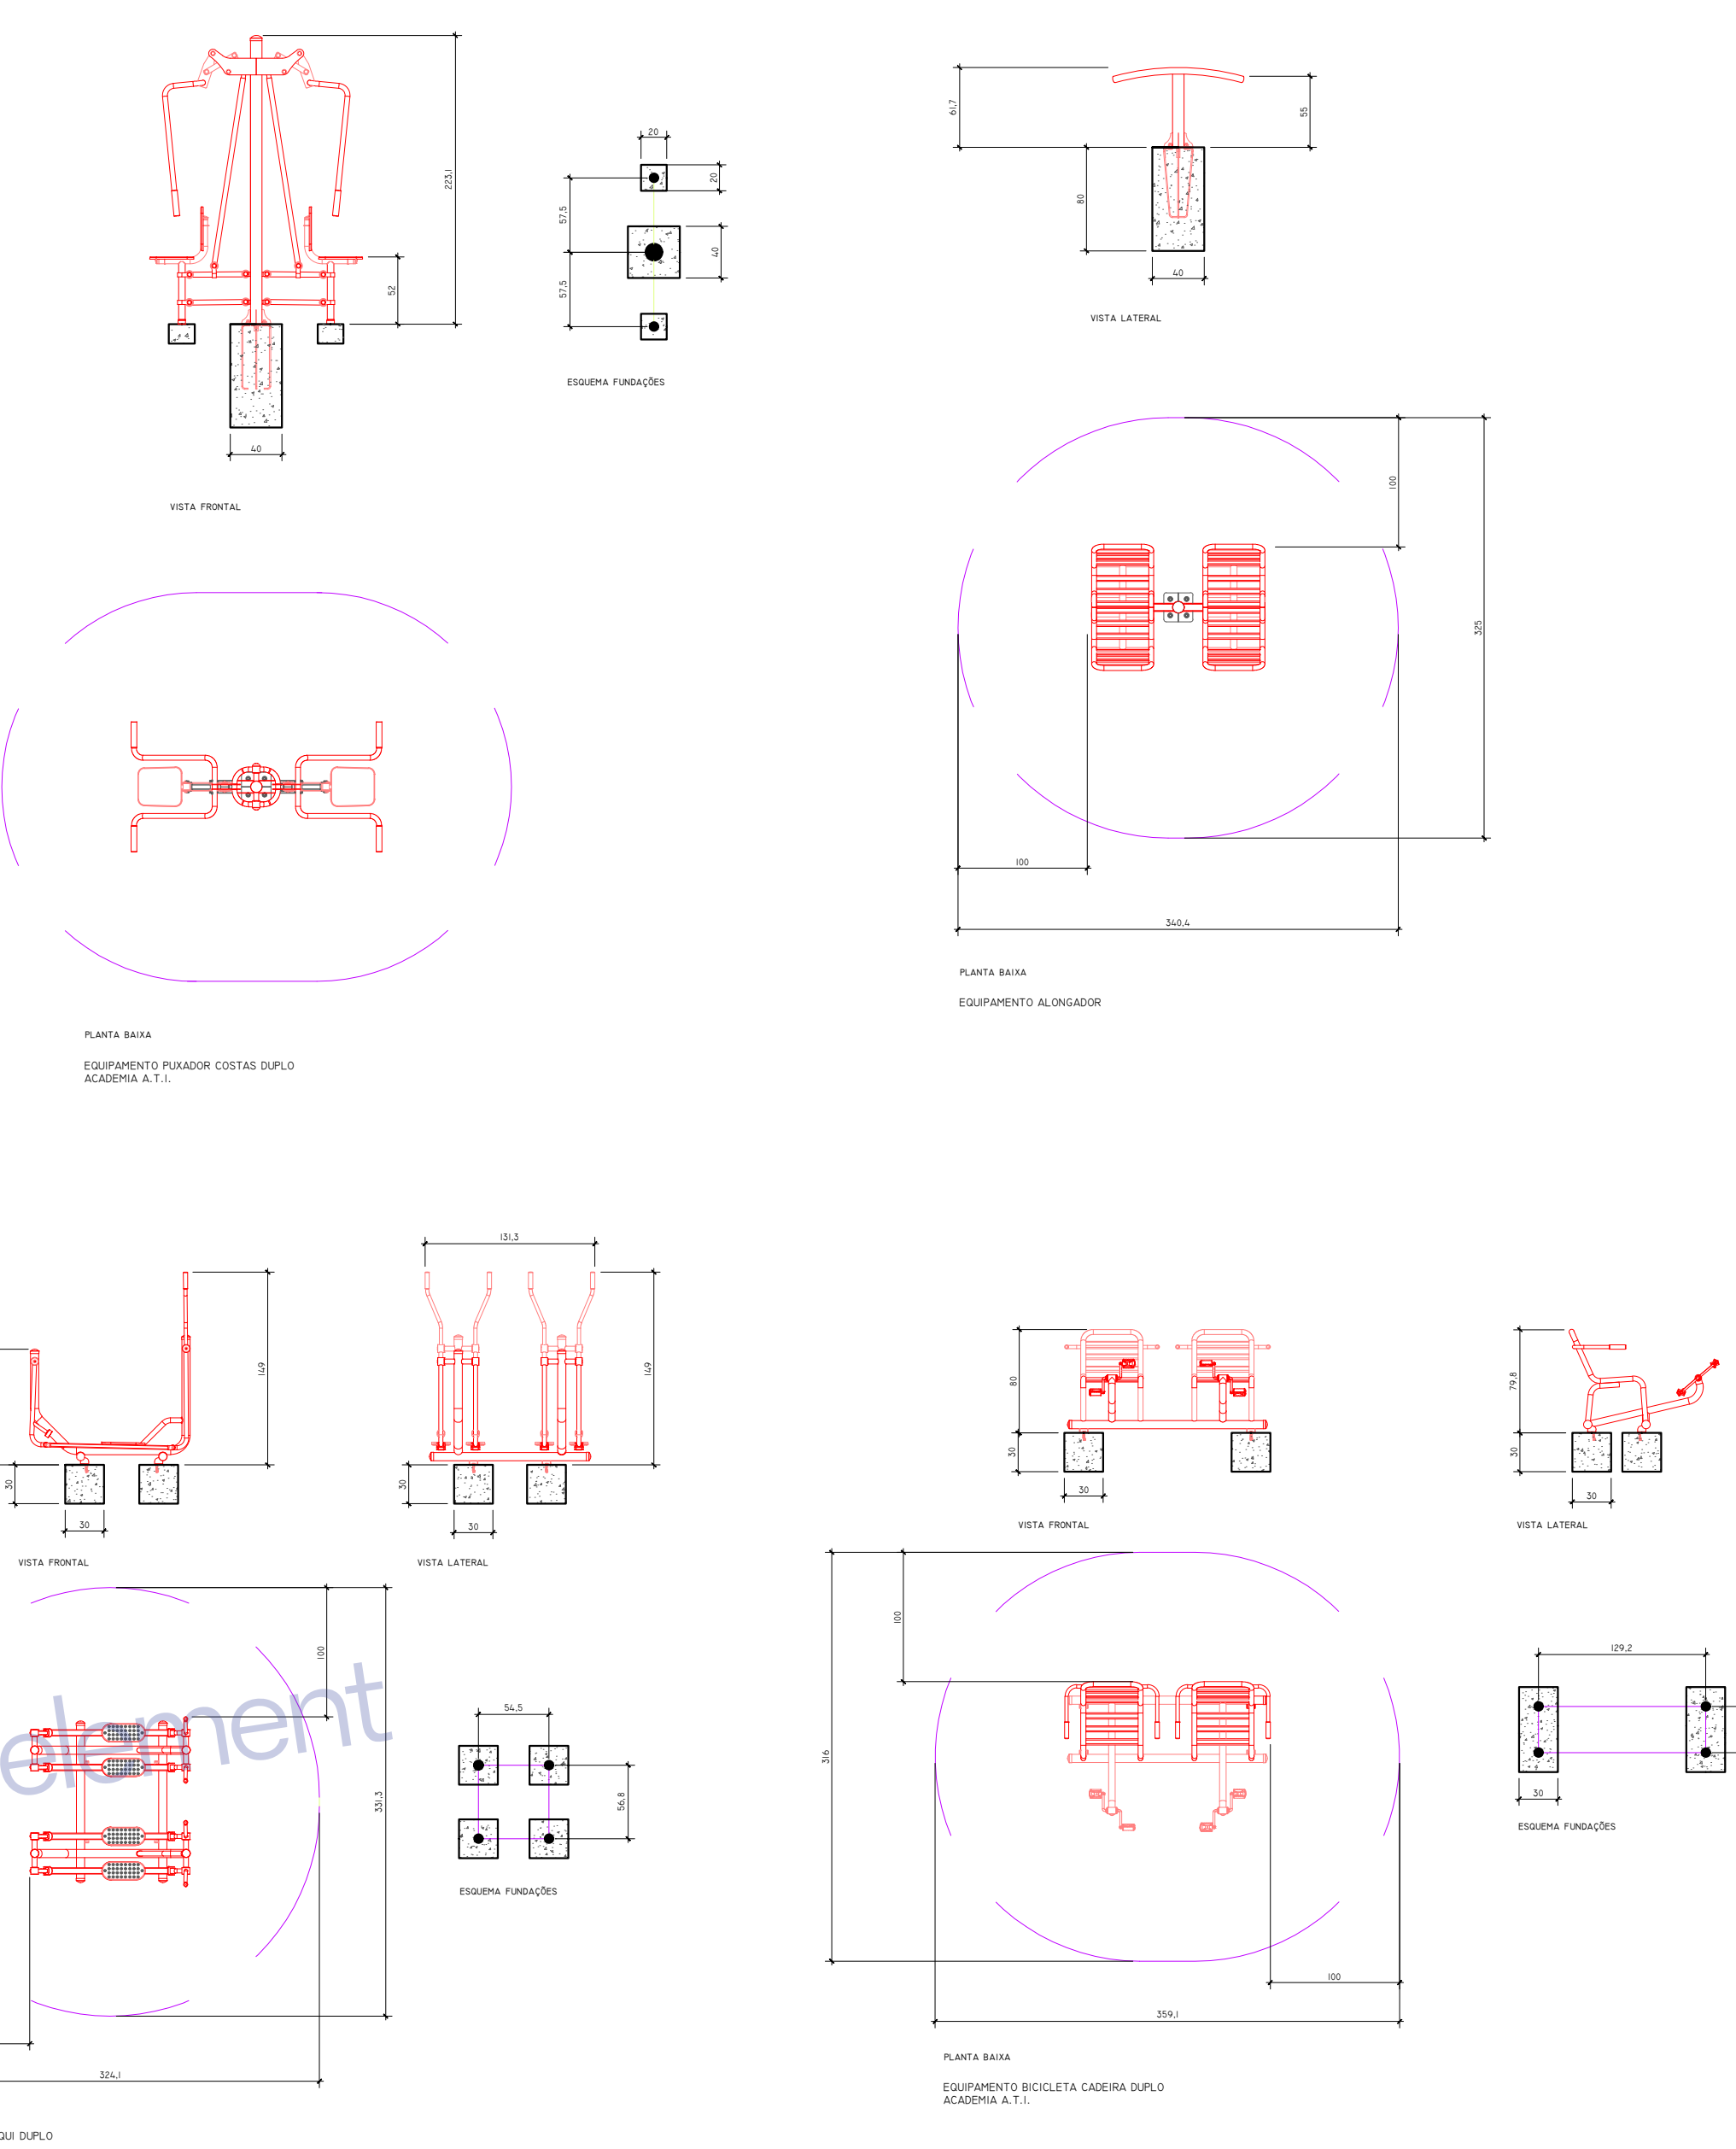 223,1
52
40
VISTA FRONTAL
20
20
57,5
57,5
40
ESQUEMA FUNDAÇÕES
61,7
55
80
40
VISTA LATERAL
PLANTA BAIXA
EQUIPAMENTO PUXADOR COSTAS DUPLO
ACADEMIA A.T.I.
100
325
100
340,4
PLANTA BAIXA
EQUIPAMENTO ALONGADOR
149
30
30
VISTA FRONTAL
131,3
149
30
30
VISTA LATERAL
100
331,3
324,1
element
54,5
56,8
ESQUEMA FUNDAÇÕES
QUI DUPLO
80
30
30
VISTA FRONTAL
79,8
30
30
VISTA LATERAL
316
100
100
359,1
129,2
30
ESQUEMA FUNDAÇÕES
PLANTA BAIXA
EQUIPAMENTO BICICLETA CADEIRA DUPLO
ACADEMIA A.T.I.